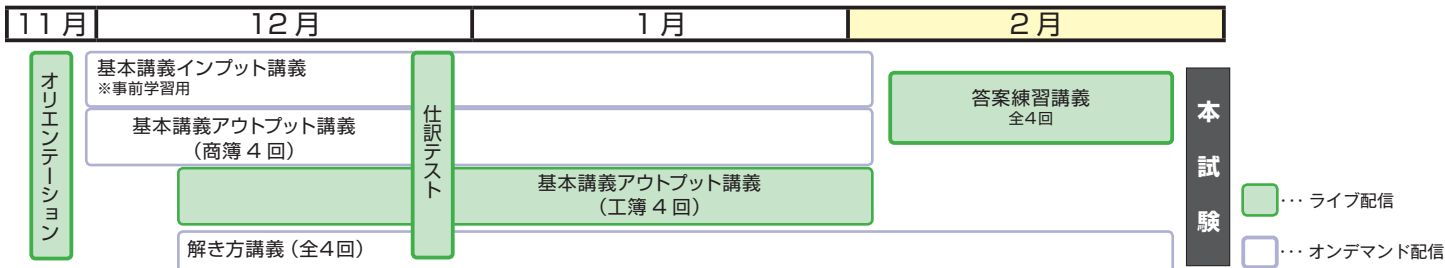 11月 12月 1月 2月
オリエンテーション
基本講義インプット講義
※事前学習用
基本講義アウトプット講義
（商簿 4 回）
仕訳テスト
基本講義アウトプット講義
（工簿 4 回）
解き方講義（全4回）
答案練習講義
全4回
本試験
･･･ ライブ配信
･･･ オンデマンド配信